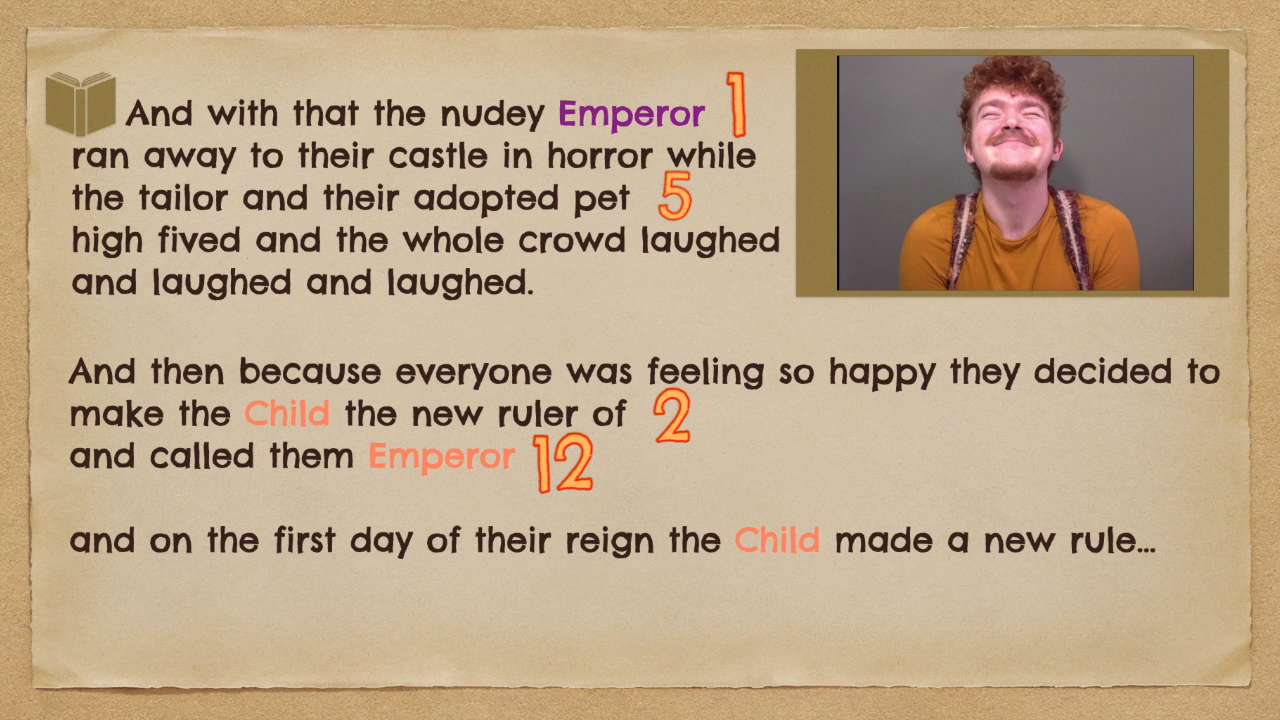 And with that the nudey Emperor 1
ran away to their castle in horror while
the tailor and their adopted pet 5
high fived and the whole crowd laughed
and laughed and laughed.
And then because everyone was feeling so happy they decided to
make the Child the new ruler of 2
and called them Emperor 12
and on the first day of their reign the Child made a new rule...